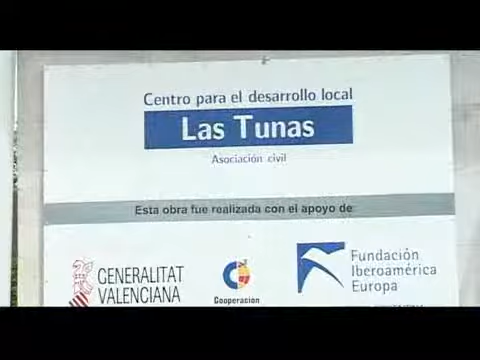 Centro para el desarrollo local
Las Tunas
Asociación civil
Esta obra fue realizada con el apoyo de:
GENERALITAT
VALENCIANA
Cooperación
Fundación
Iberoamérica
Europa